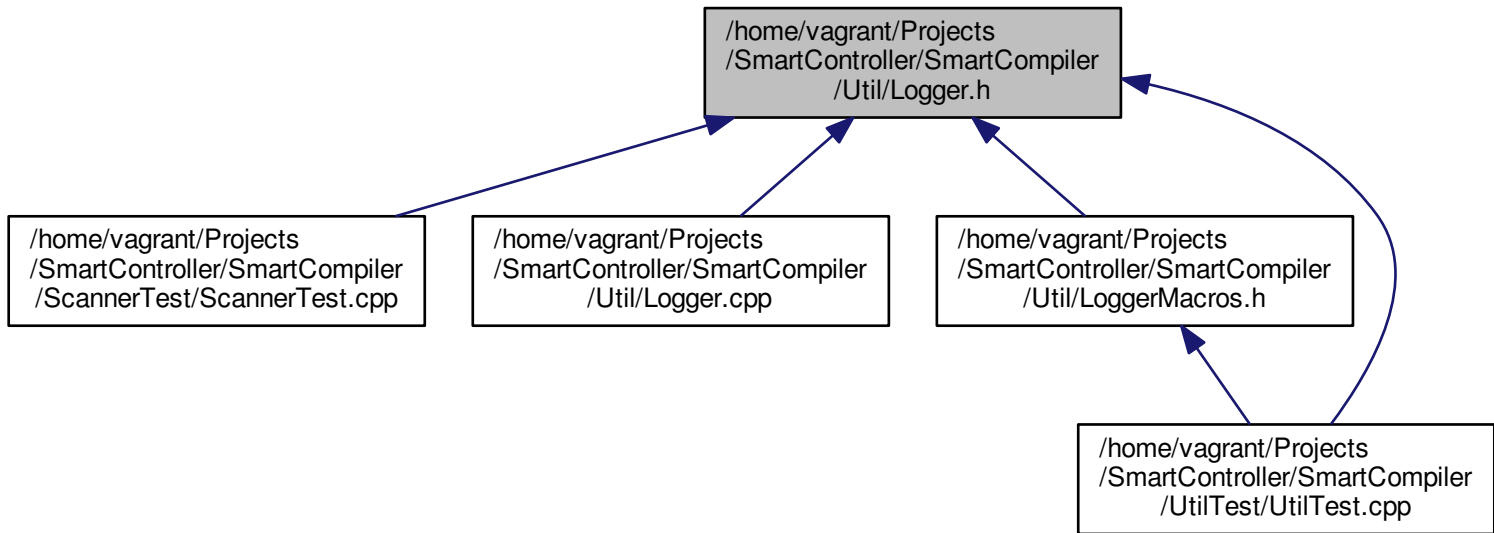 /home/vagrant/Projects
/SmartController/SmartCompiler
/Util/Logger.h
/home/vagrant/Projects
/SmartController/SmartCompiler
/ScannerTest/ScannerTest.cpp
/home/vagrant/Projects
/SmartController/SmartCompiler
/Util/Logger.cpp
/home/vagrant/Projects
/SmartController/SmartCompiler
/Util/LoggerMacros.h
/home/vagrant/Projects
/SmartController/SmartCompiler
/UtilTest/UtilTest.cpp